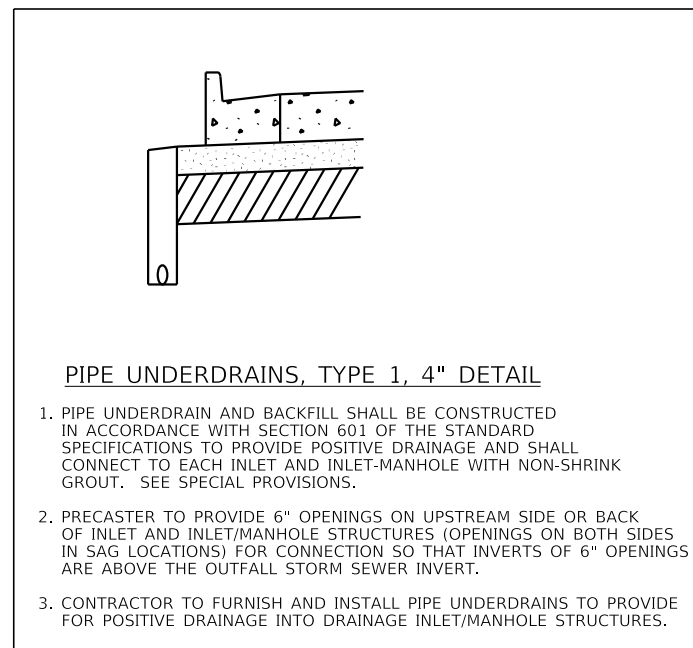 PIPE UNDERDRAINS, TYPE 1, 4" DETAIL
1. PIPE UNDERDRAIN AND BACKFILL SHALL BE CONSTRUCTED
IN ACCORDANCE WITH SECTION 601 OF THE STANDARD
SPECIFICATIONS TO PROVIDE POSITIVE DRAINAGE AND SHALL
CONNECT TO EACH INLET AND INLET-MANHOLE WITH NON-SHRINK
GROUT. SEE SPECIAL PROVISIONS.
2. PRECASTER TO PROVIDE 6" OPENINGS ON UPSTREAM SIDE OR BACK
OF INLET AND INLET/MANHOLE STRUCTURES (OPENINGS ON BOTH SIDES
IN SAG LOCATIONS) FOR CONNECTION SO THAT INVERTS OF 6" OPENINGS
ARE ABOVE THE OUTFALL STORM SEWER INVERT.
3. CONTRACTOR TO FURNISH AND INSTALL PIPE UNDERDRAINS TO PROVIDE
FOR POSITIVE DRAINAGE INTO DRAINAGE INLET/MANHOLE STRUCTURES.